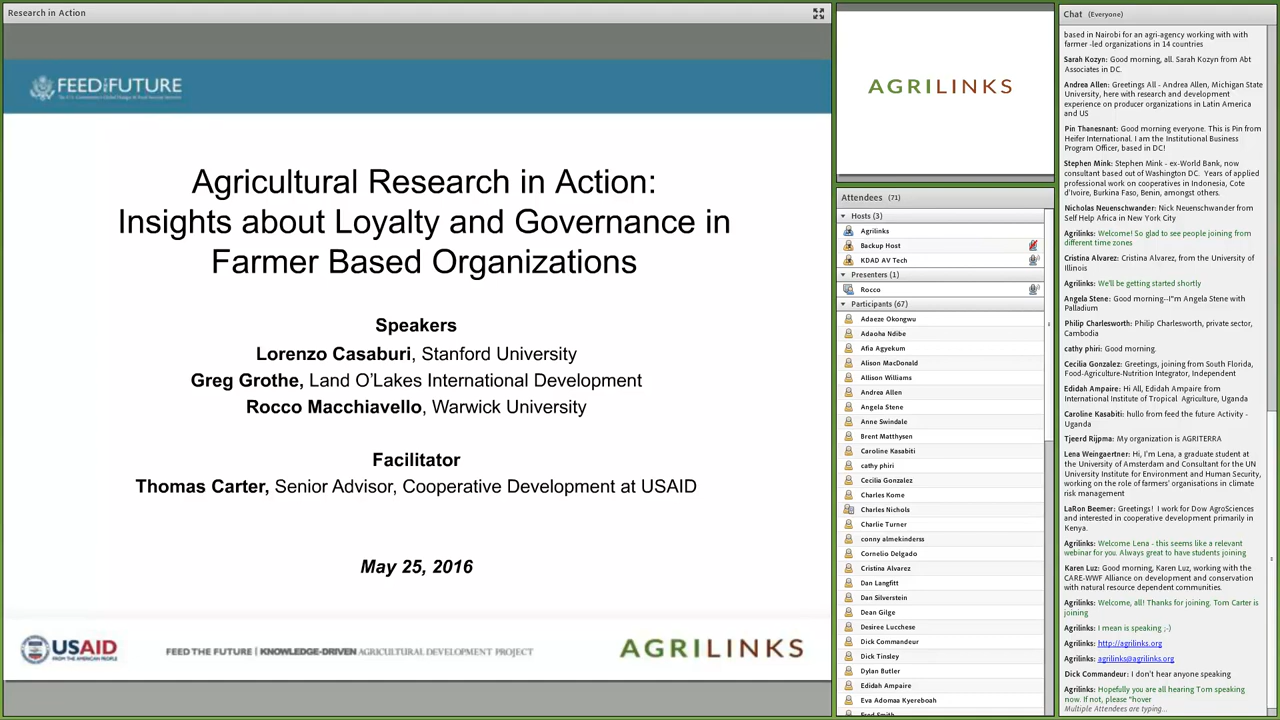 Research in Action
FEED THE FUTURE
Agricultural Research in Action:
Insights about Loyalty and Governance in
Farmer Based Organizations
Speakers
Lorenzo Casaburi, Stanford University
Greg Grothe, Land O'Lakes International Development
Rocco Macchiavello, Warwick University
Facilitator
Thomas Carter, Senior Advisor, Cooperative Development at USAID
May 25, 2016
USAID
FROM THE AMERICAN PEOPLE
FEED THE FUTURE | KNOWLEDGE-DRIVEN AGRICULTURAL DEVELOPMENT PROJECT
AGRILINKS
AGRILINKS
Attendees (71)
Hosts (3)
Agrilinks
Backup Host
KDAD AV Tech
Presenters (1)
Rocco
Participants (67)
Adaeze Okongwu
Adaoha Ndibe
Afia Agyekum
Alison MacDonald
Allison Williams
Andrea Allen
Angela Stene
Anne Swindale
Brent Matthysen
Caroline Kasabiti
cathy phiri
Cecilia Gonzalez
Charles Kome
Charles Nichols
Charlie Turner
conny almekinderss
Cornelio Delgado
Cristina Alvarez
Dan Langfitt
Dan Silverstein
Dean Gilge
Desiree Lucchese
Dick Commandeur
Dick Tinsley
Dylan Butler
Edidah Ampaire
Eva Adomaa Kyereboah
Fred Smith
Chat (Everyone)
based in Nairobi for an agri-agency working with with
farmer -led organizations in 14 countries
Sarah Kozyn: Good morning, all. Sarah Kozyn from Abt
Associates in DC.
Andrea Allen: Greetings All - Andrea Allen, Michigan State
University, here with research and development
experience on producer organizations in Latin America
and US
Pin Thanesnant: Good morning everyone. This is Pin from
Heifer International. I am the Institutional Business
Program Officer, based in DC!
Stephen Mink: Stephen Mink - ex-World Bank, now
consultant based out of Washington DC. Years of applied
professional work on cooperatives in Indonesia, Cote
d'Ivoire, Burkina Faso, Benin, amongst others.
Nicholas Neuenschwander: Nick Neuenschwander from
Self Help Africa in New York City
Agrilinks: Welcome! So glad to see people joining from
different time zones
Cristina Alvarez: Cristina Alvarez, from the University of
Illinois
Agrilinks: We'll be getting started shortly
Angela Stene: Good morning--I"m Angela Stene with
Palladium
Philip Charlesworth: Philip Charlesworth, private sector,
Cambodia
cathy phiri: Good morning.
Cecilia Gonzalez: Greetings, joining from South Florida,
Food-Agriculture-Nutrition Integrator, Independent
Edidah Ampaire: Hi All, Edidah Ampaire from
International Institute of Tropical Agriculture, Uganda
Caroline Kasabiti: hullo from feed the future Activity -
Uganda
Tjeerd Rijpma: My organization is AGRITERRA
Lena Weingaertner: Hi, I'm Lena, a graduate student at
the University of Amsterdam and Consultant for the UN
University Institute for Environment and Human Security,
working on the role of farmers' organisations in climate
risk management
LaRon Beemer: Greetings! I work for Dow AgroSciences
and interested in cooperative development primarily in
Kenya.
Agrilinks: Welcome Lena - this seems like a relevant
webinar for you. Always great to have students joining
Karen Luz: Good morning, Karen Luz, working with the
CARE-WWF Alliance on development and conservation
with natural resource dependent communities.
Agrilinks: Welcome, all! Thanks for joining. Tom Carter is
joining
Agrilinks: I mean is speaking ;-)
Agrilinks: http://agrilinks.org
Agrilinks: agrilinks@agrilinks.org
Dick Commandeur: I don't hear anyone speaking
Agrilinks: Hopefully you are all hearing Tom speaking
now. If not, please "hover
Multiple Attendees are typing...